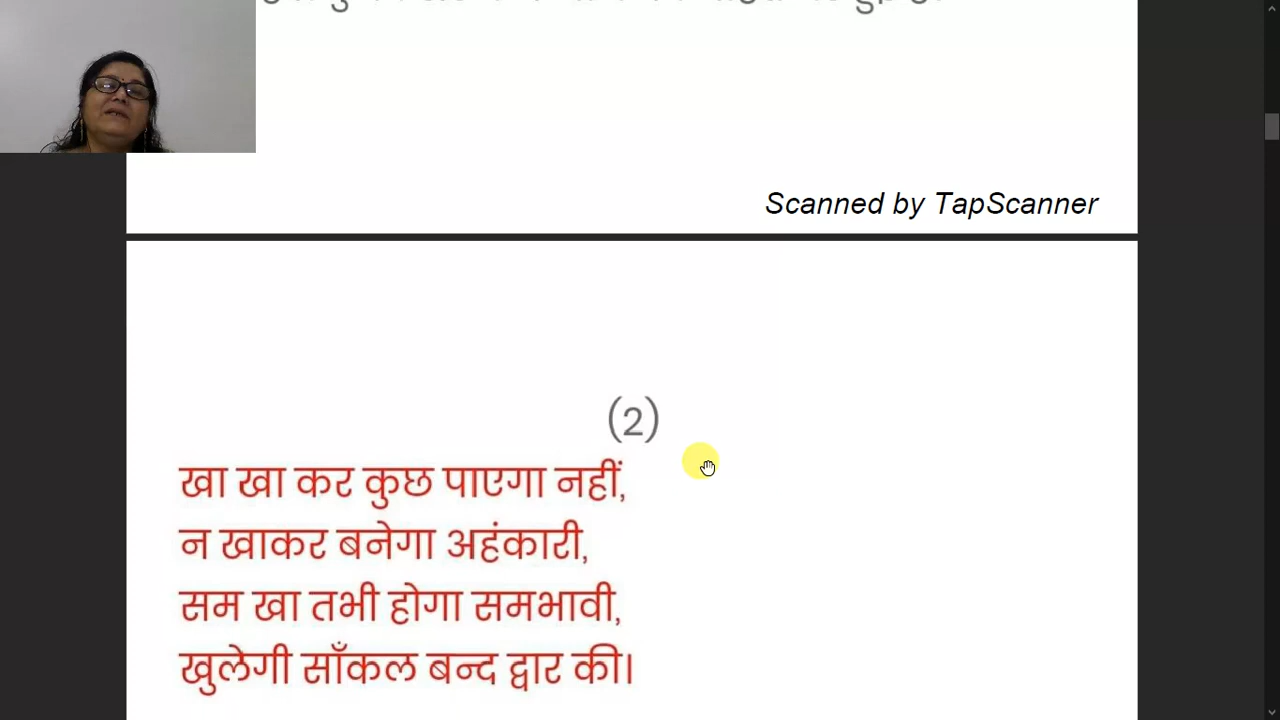 Scanned by TapScanner
(2)
खा खा कर कुछ पाएगा नहीं,
न खाकर बनेगा अहंकारी,
सम खा तभी होगा समभावी,
खुलेगी साँकल बन्द द्वार की।